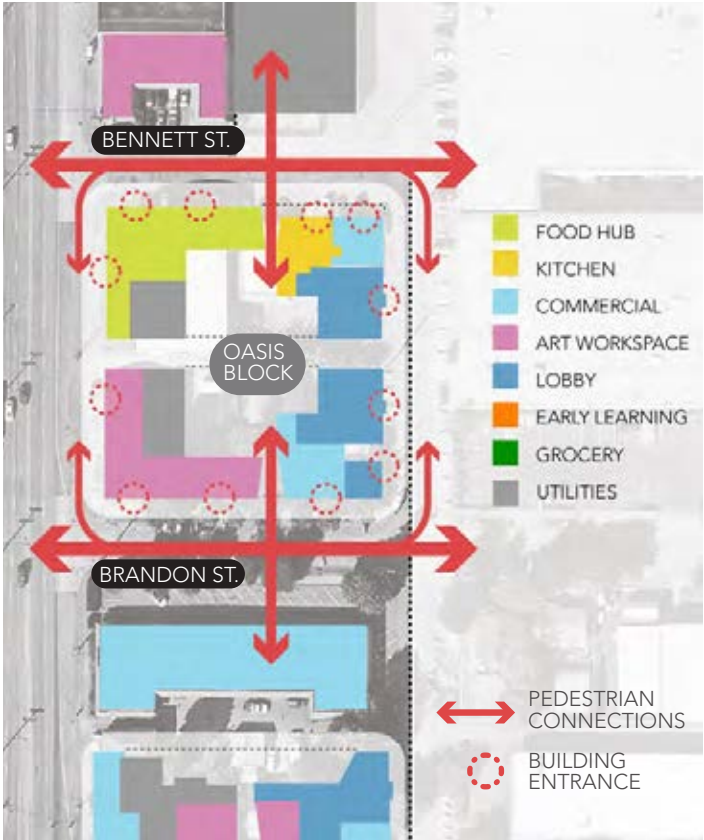 BENNETT ST.
FOOD HUB
KITCHEN
COMMERCIAL
ART WORKSPACE
LOBBY
EARLY LEARNING
GROCERY
UTILITIES
OASIS
BLOCK
BRANDON ST.
PEDESTRIAN
CONNECTIONS
BUILDING
ENTRANCE